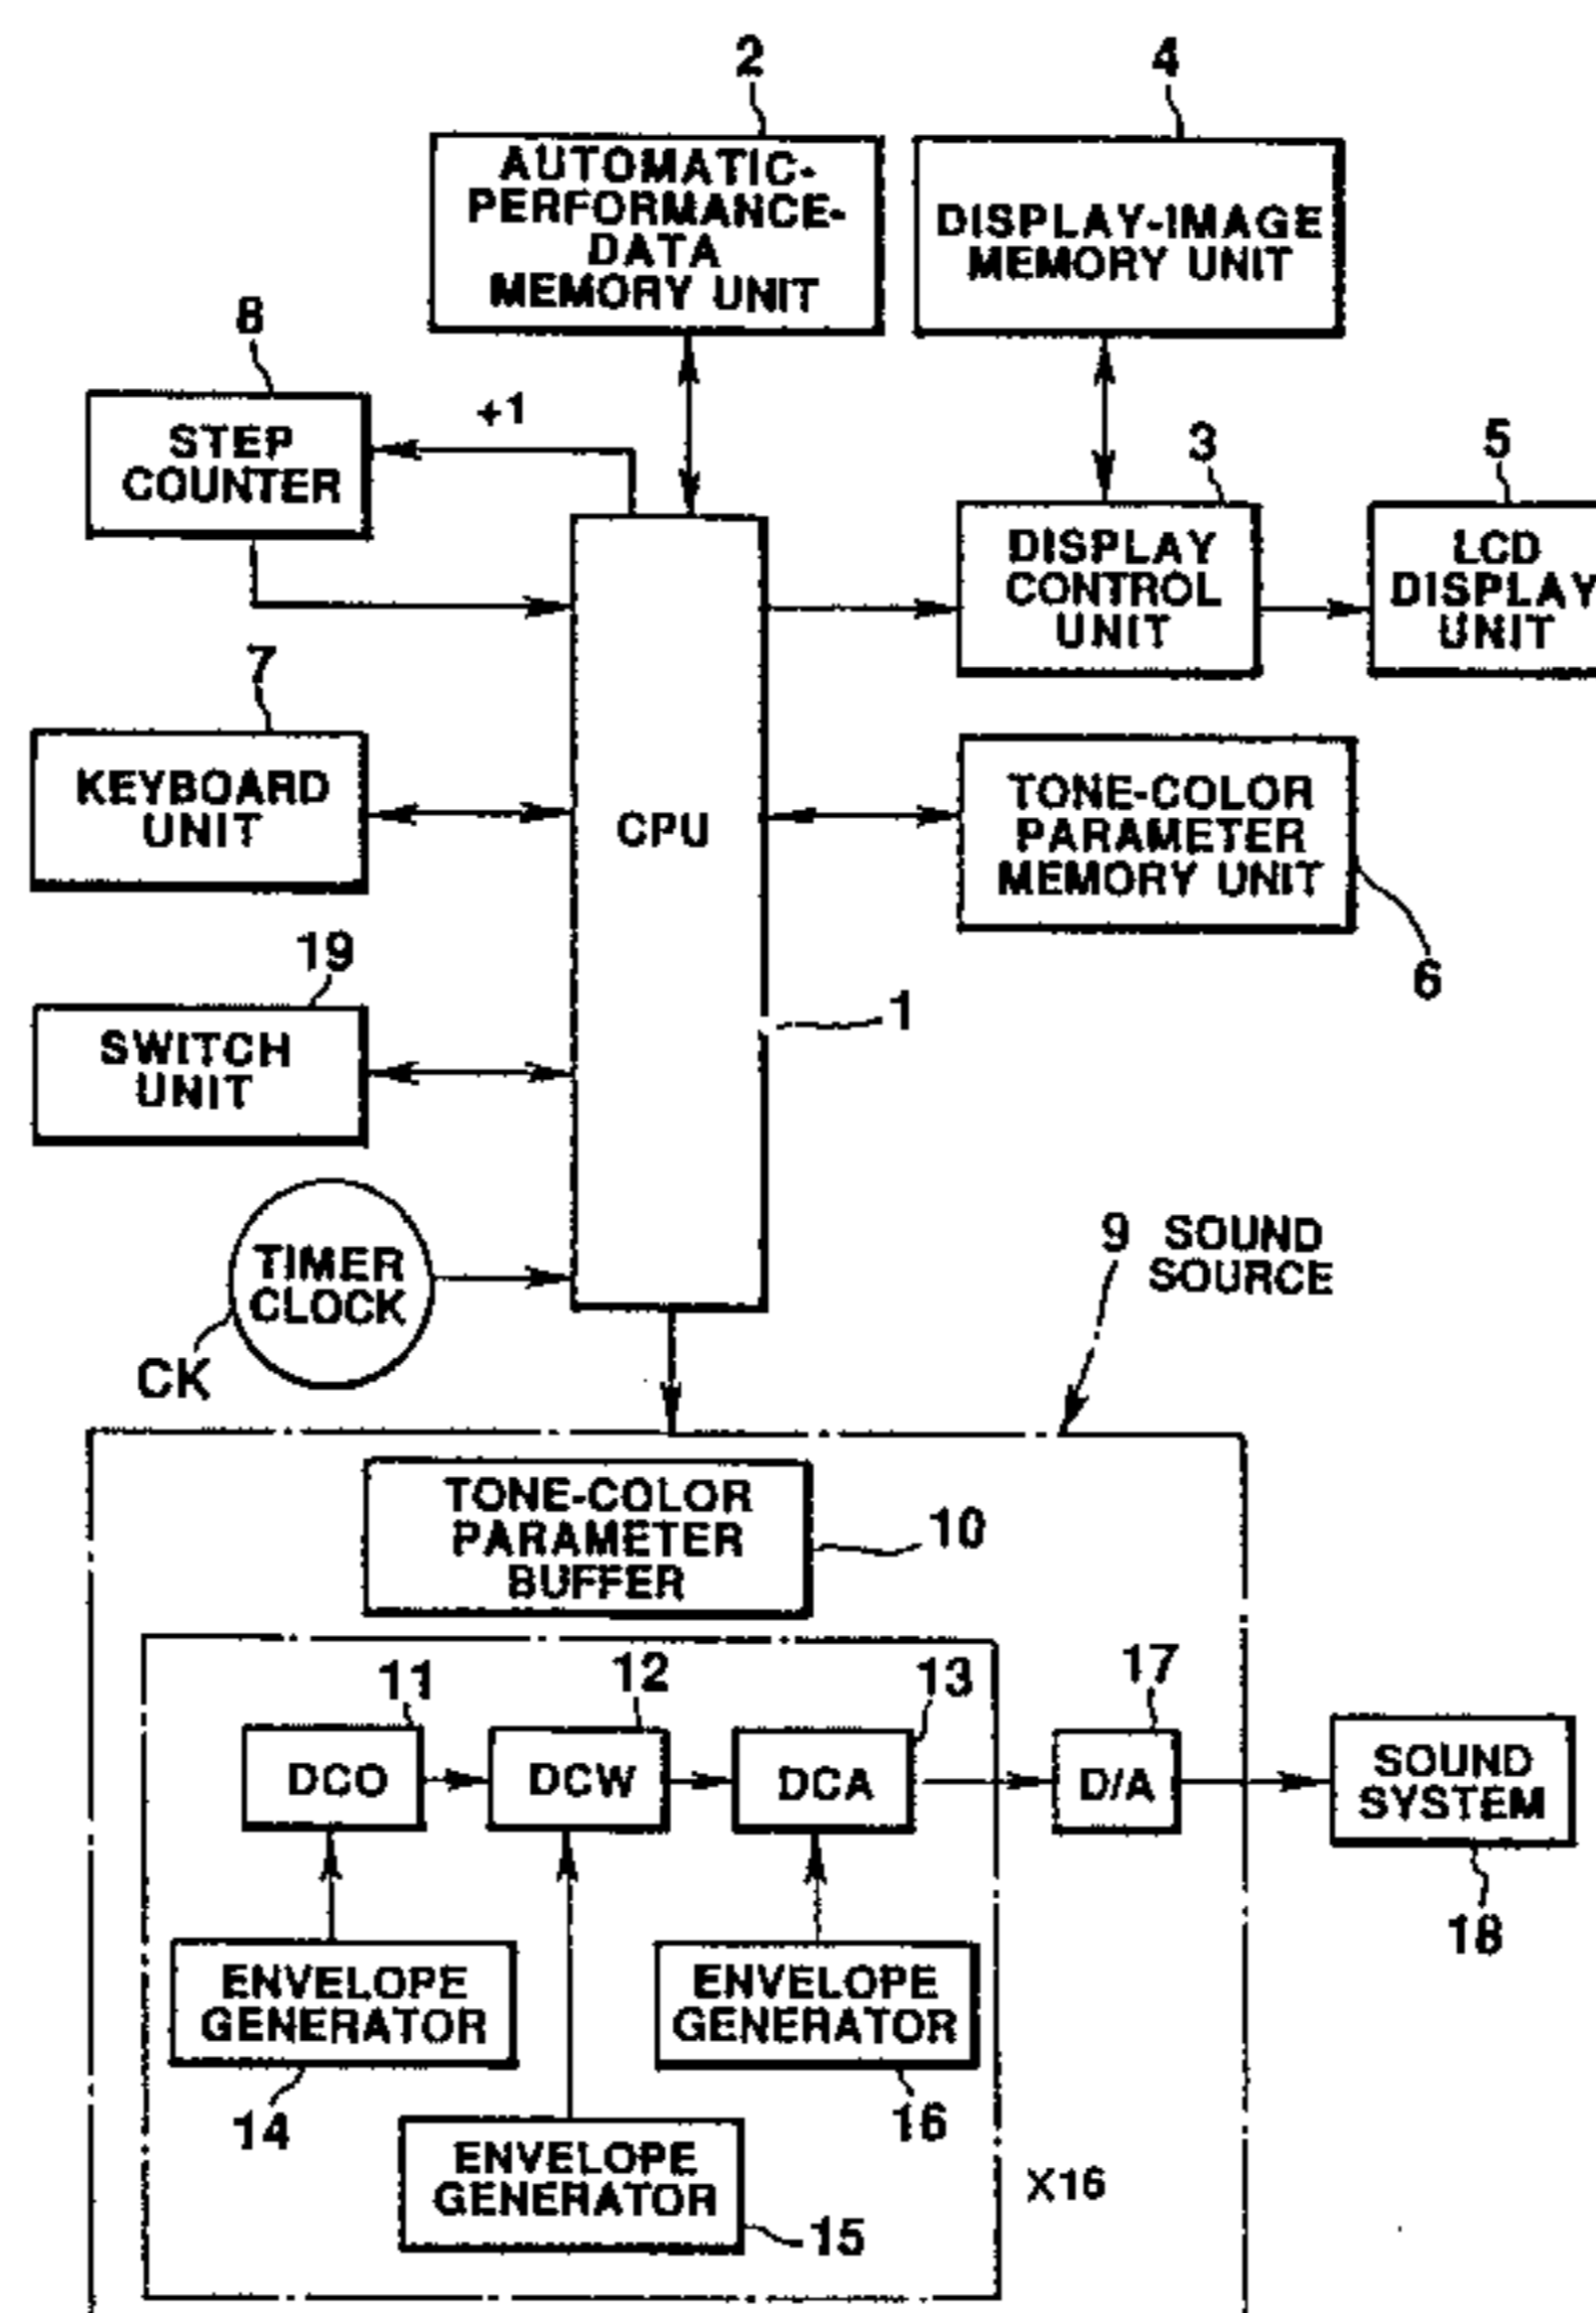 2
4
AUTOMATIC-
PERFORMANCE-
DATA
MEMORY UNIT
DISPLAY-IMAGE
MEMORY UNIT
8
+1
STEP
COUNTER
3
5
DISPLAY
CONTROL
UNIT
LCD
DISPLAY
UNIT
7
KEYBOARD
UNIT
CPU
TONE-COLOR
PARAMETER
MEMORY UNIT
6
19
1
SWITCH
UNIT
TIMER
CLOCK
CK
9 SOUND
SOURCE
TONE-COLOR
PARAMETER
BUFFER
10
11
12
13
17
DCO
DCW
DCA
D/A
SOUND
SYSTEM
18
ENVELOPE
GENERATOR
14
ENVELOPE
GENERATOR
16
ENVELOPE
GENERATOR
15
X16